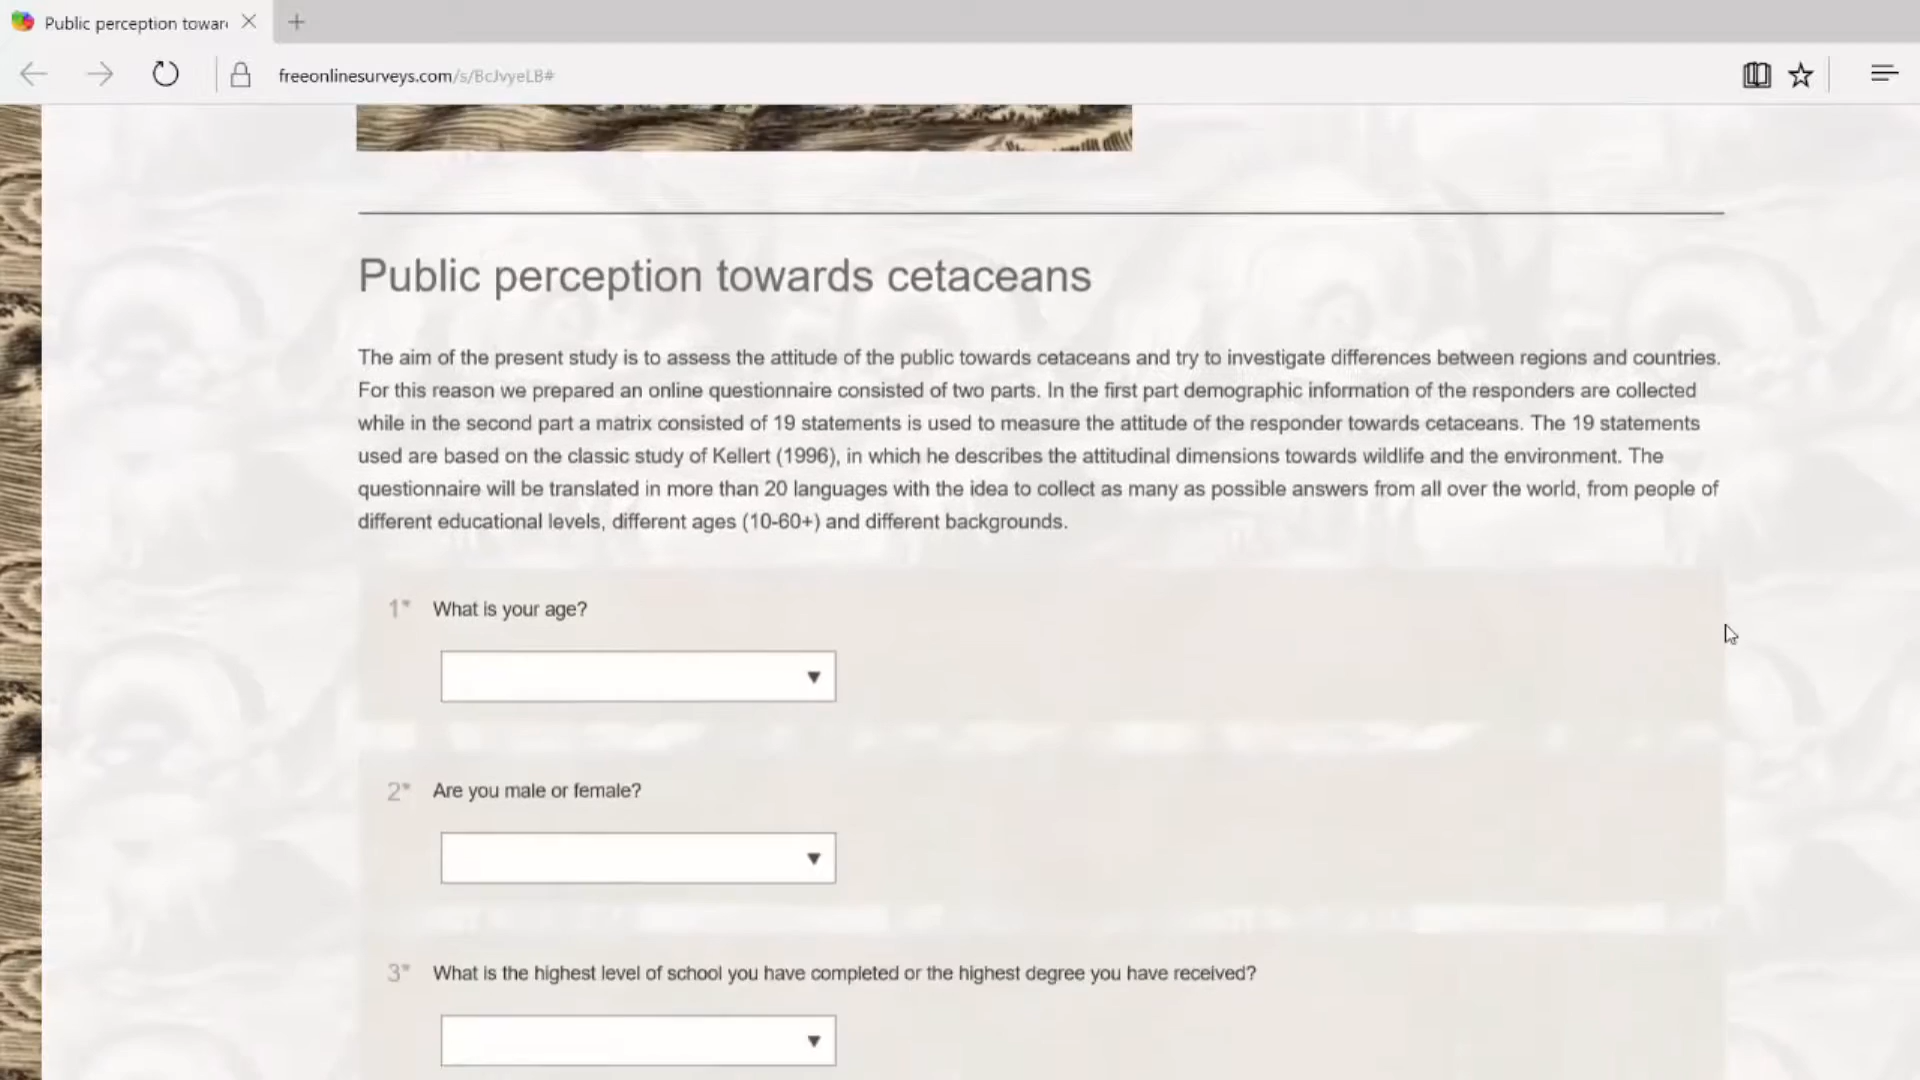 Public perception towar
freeonlinesurveys.com/s/BcJvyeLB#
Public perception towards cetaceans
The aim of the present study is to assess the attitude of the public towards cetaceans and try to investigate differences between regions and countries.
For this reason we prepared an online questionnaire consisted of two parts. In the first part demographic information of the responders are collected
while in the second part a matrix consisted of 19 statements is used to measure the attitude of the responder towards cetaceans. The 19 statements
used are based on the classic study of Kellert (1996), in which he describes the attitudinal dimensions towards wildlife and the environment. The
questionnaire will be translated in more than 20 languages with the idea to collect as many as possible answers from all over the world, from people of
different educational levels, different ages (10-60+) and different backgrounds.
1* What is your age?
2* Are you male or female?
3* What is the highest level of school you have completed or the highest degree you have received?